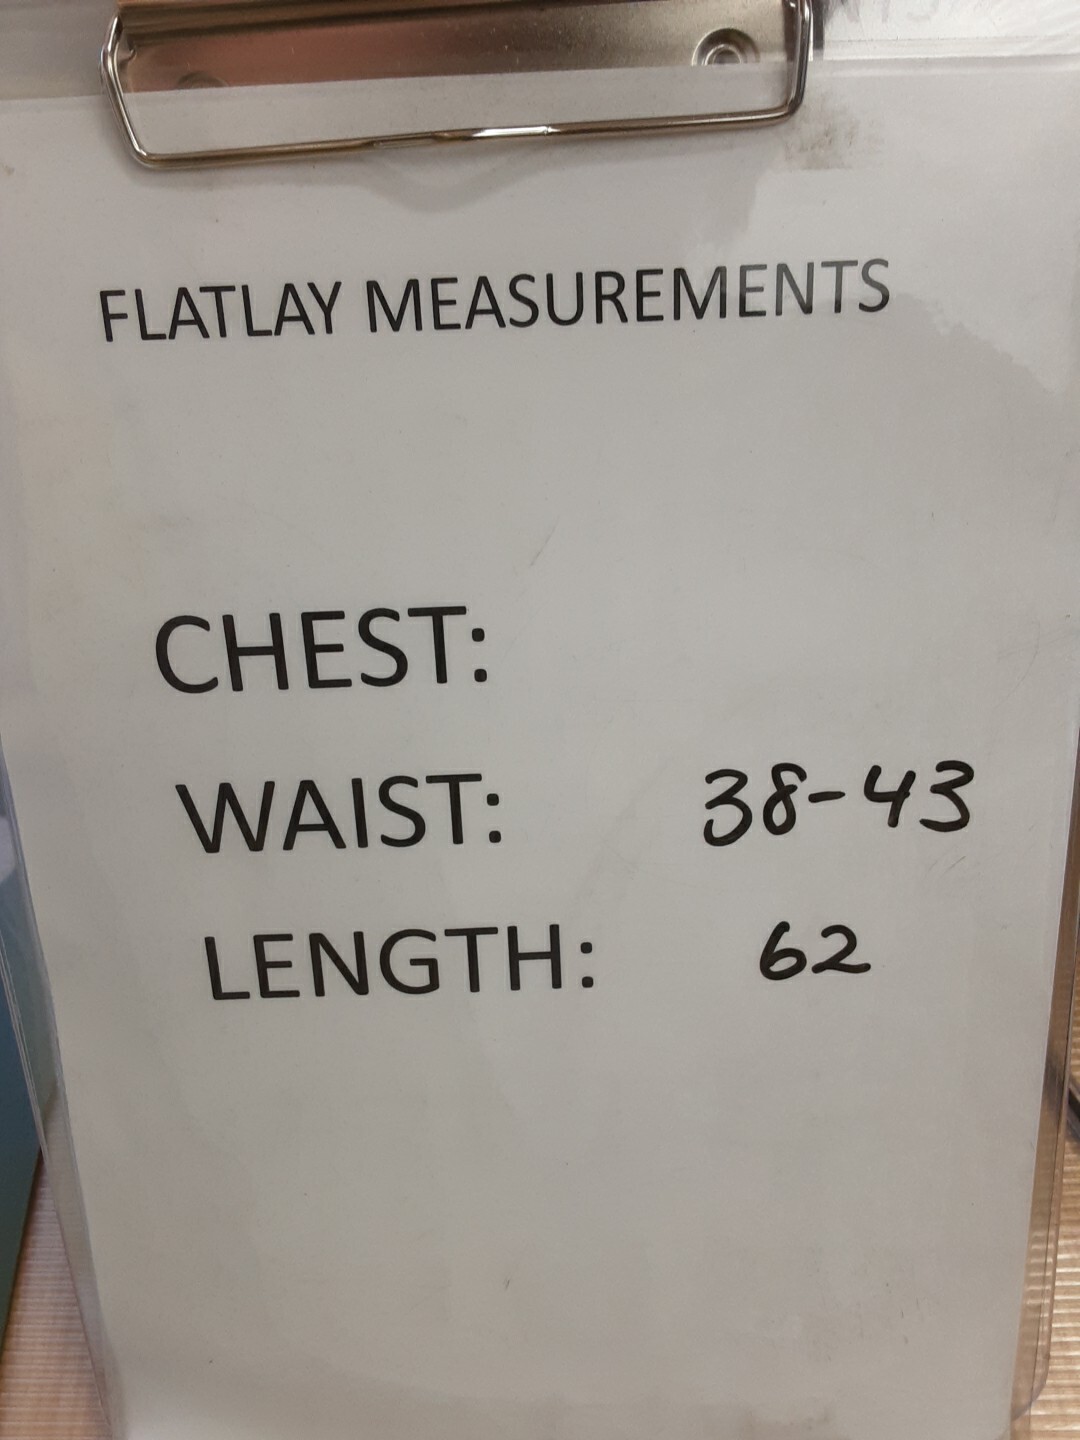 FLATLAY MEASUREMENTS
CHEST:
WAIST: 38-43
LENGTH: 62